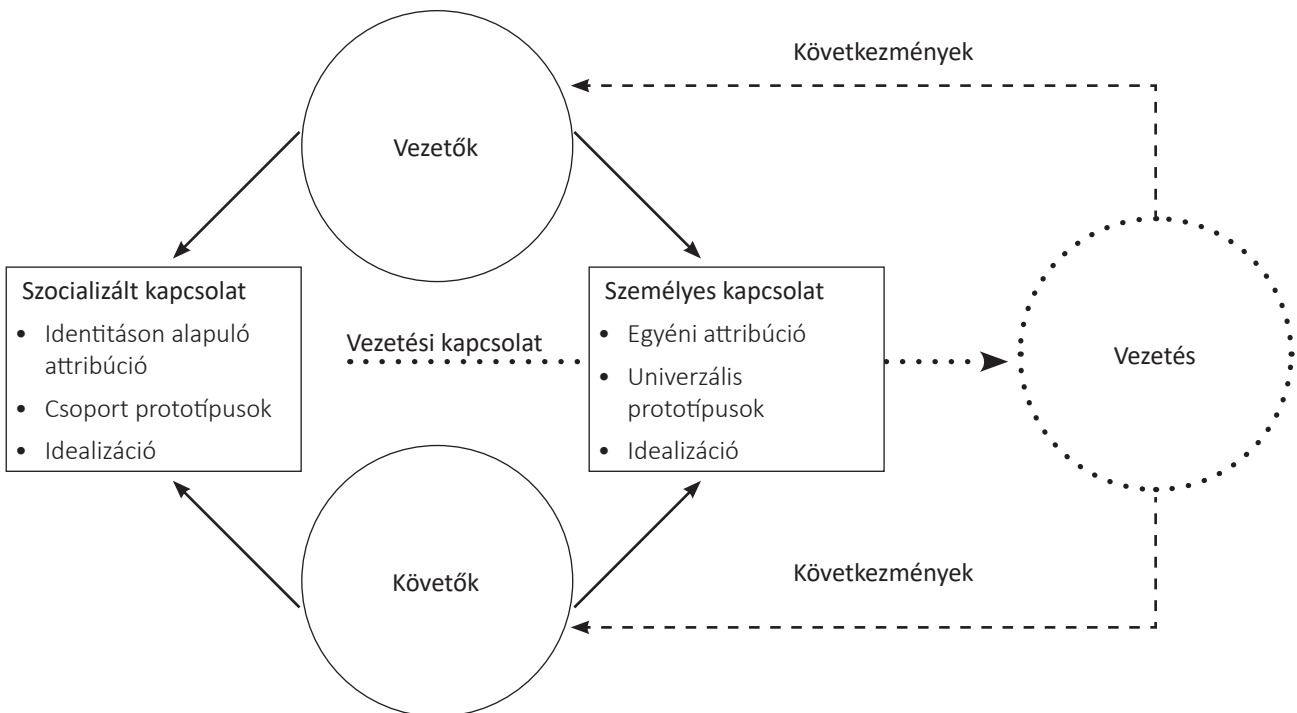 Következmények
Vezetők
Szocializált kapcsolat
• Identitáson alapuló
attribúció
• Csoport prototípusok
• Idealizáció
Vezetési kapcsolat
Személyes kapcsolat
• Egyéni attribúció
• Univerzális
prototípusok
• Idealizáció
Vezetés
Követők
Következmények